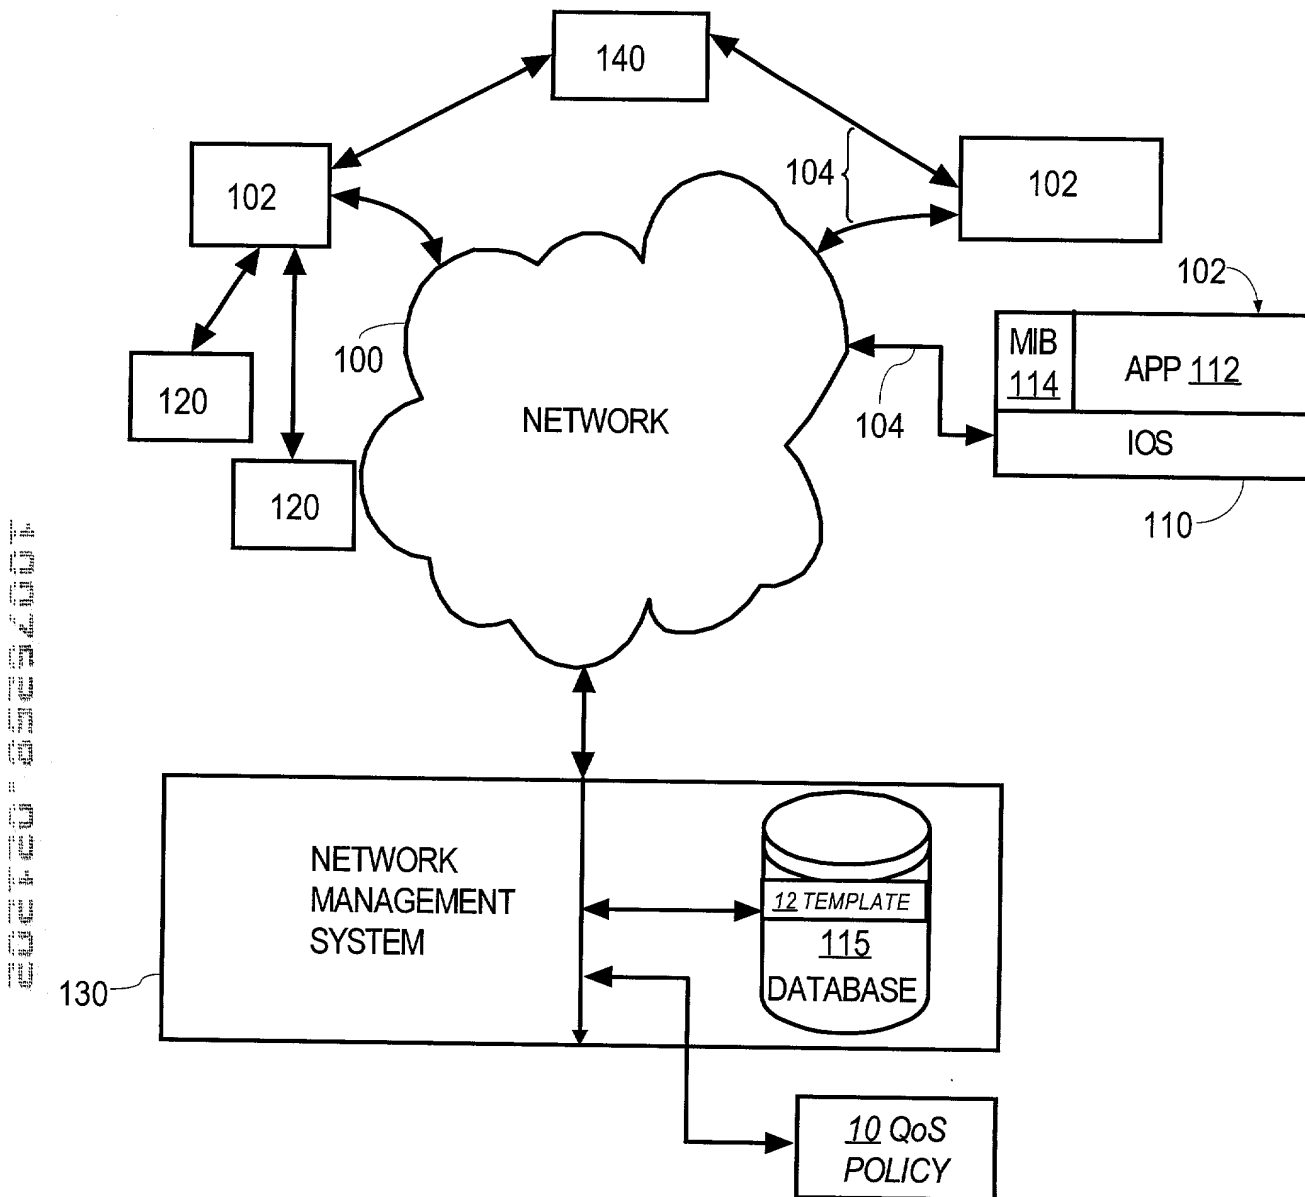 140
102
104
102
102
100
MIB
114
APP 112
120
NETWORK
104
IOS
120
110
NETWORK
MANAGEMENT
SYSTEM
12 TEMPLATE
115
DATABASE
130
10 QoS
POLICY